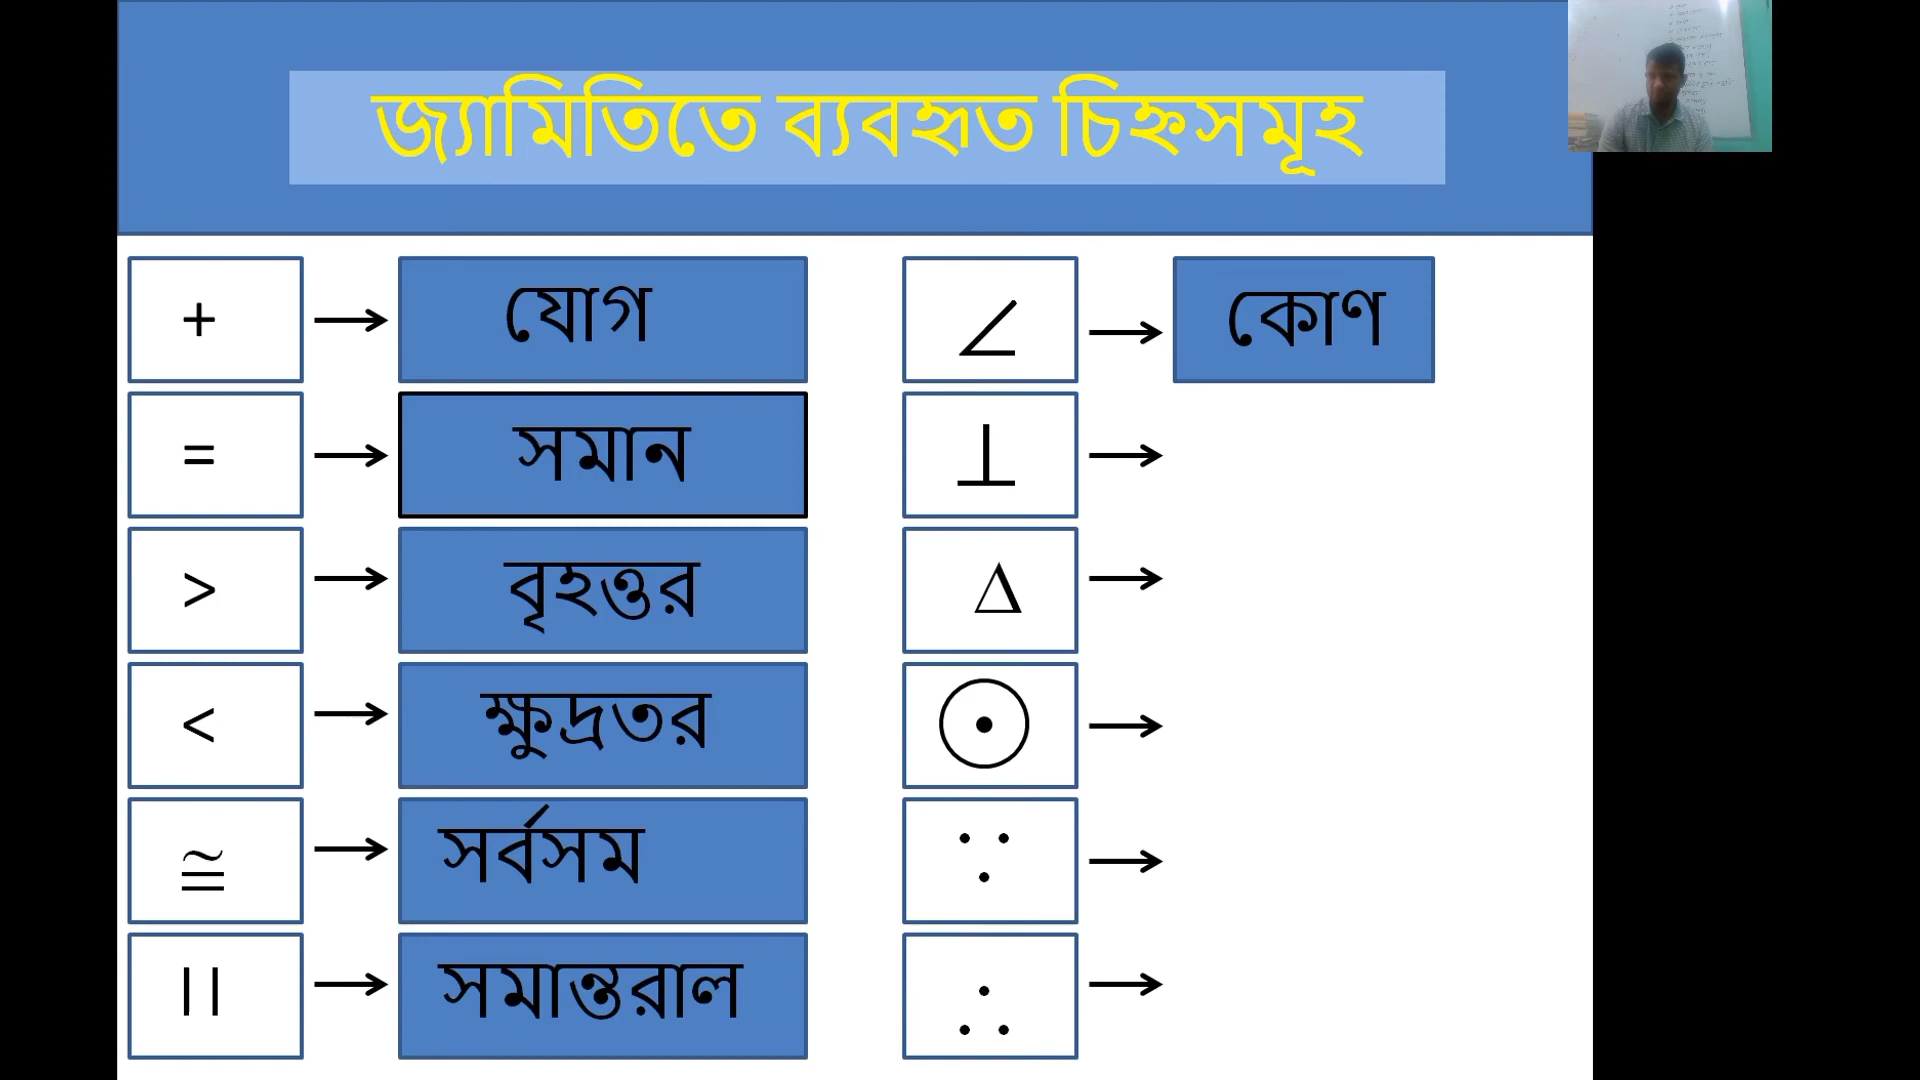 জ্যামিতিতে ব্যবহৃত চিহ্নসমূহ
+ → যোগ
= → সমান
> → বৃহত্তর
< → ক্ষুদ্রতর
≅ → সর্বসম
|| → সমান্তরাল
∠ → কোণ
⊥ →
Δ →
⊙ →
∵ →
∴ →